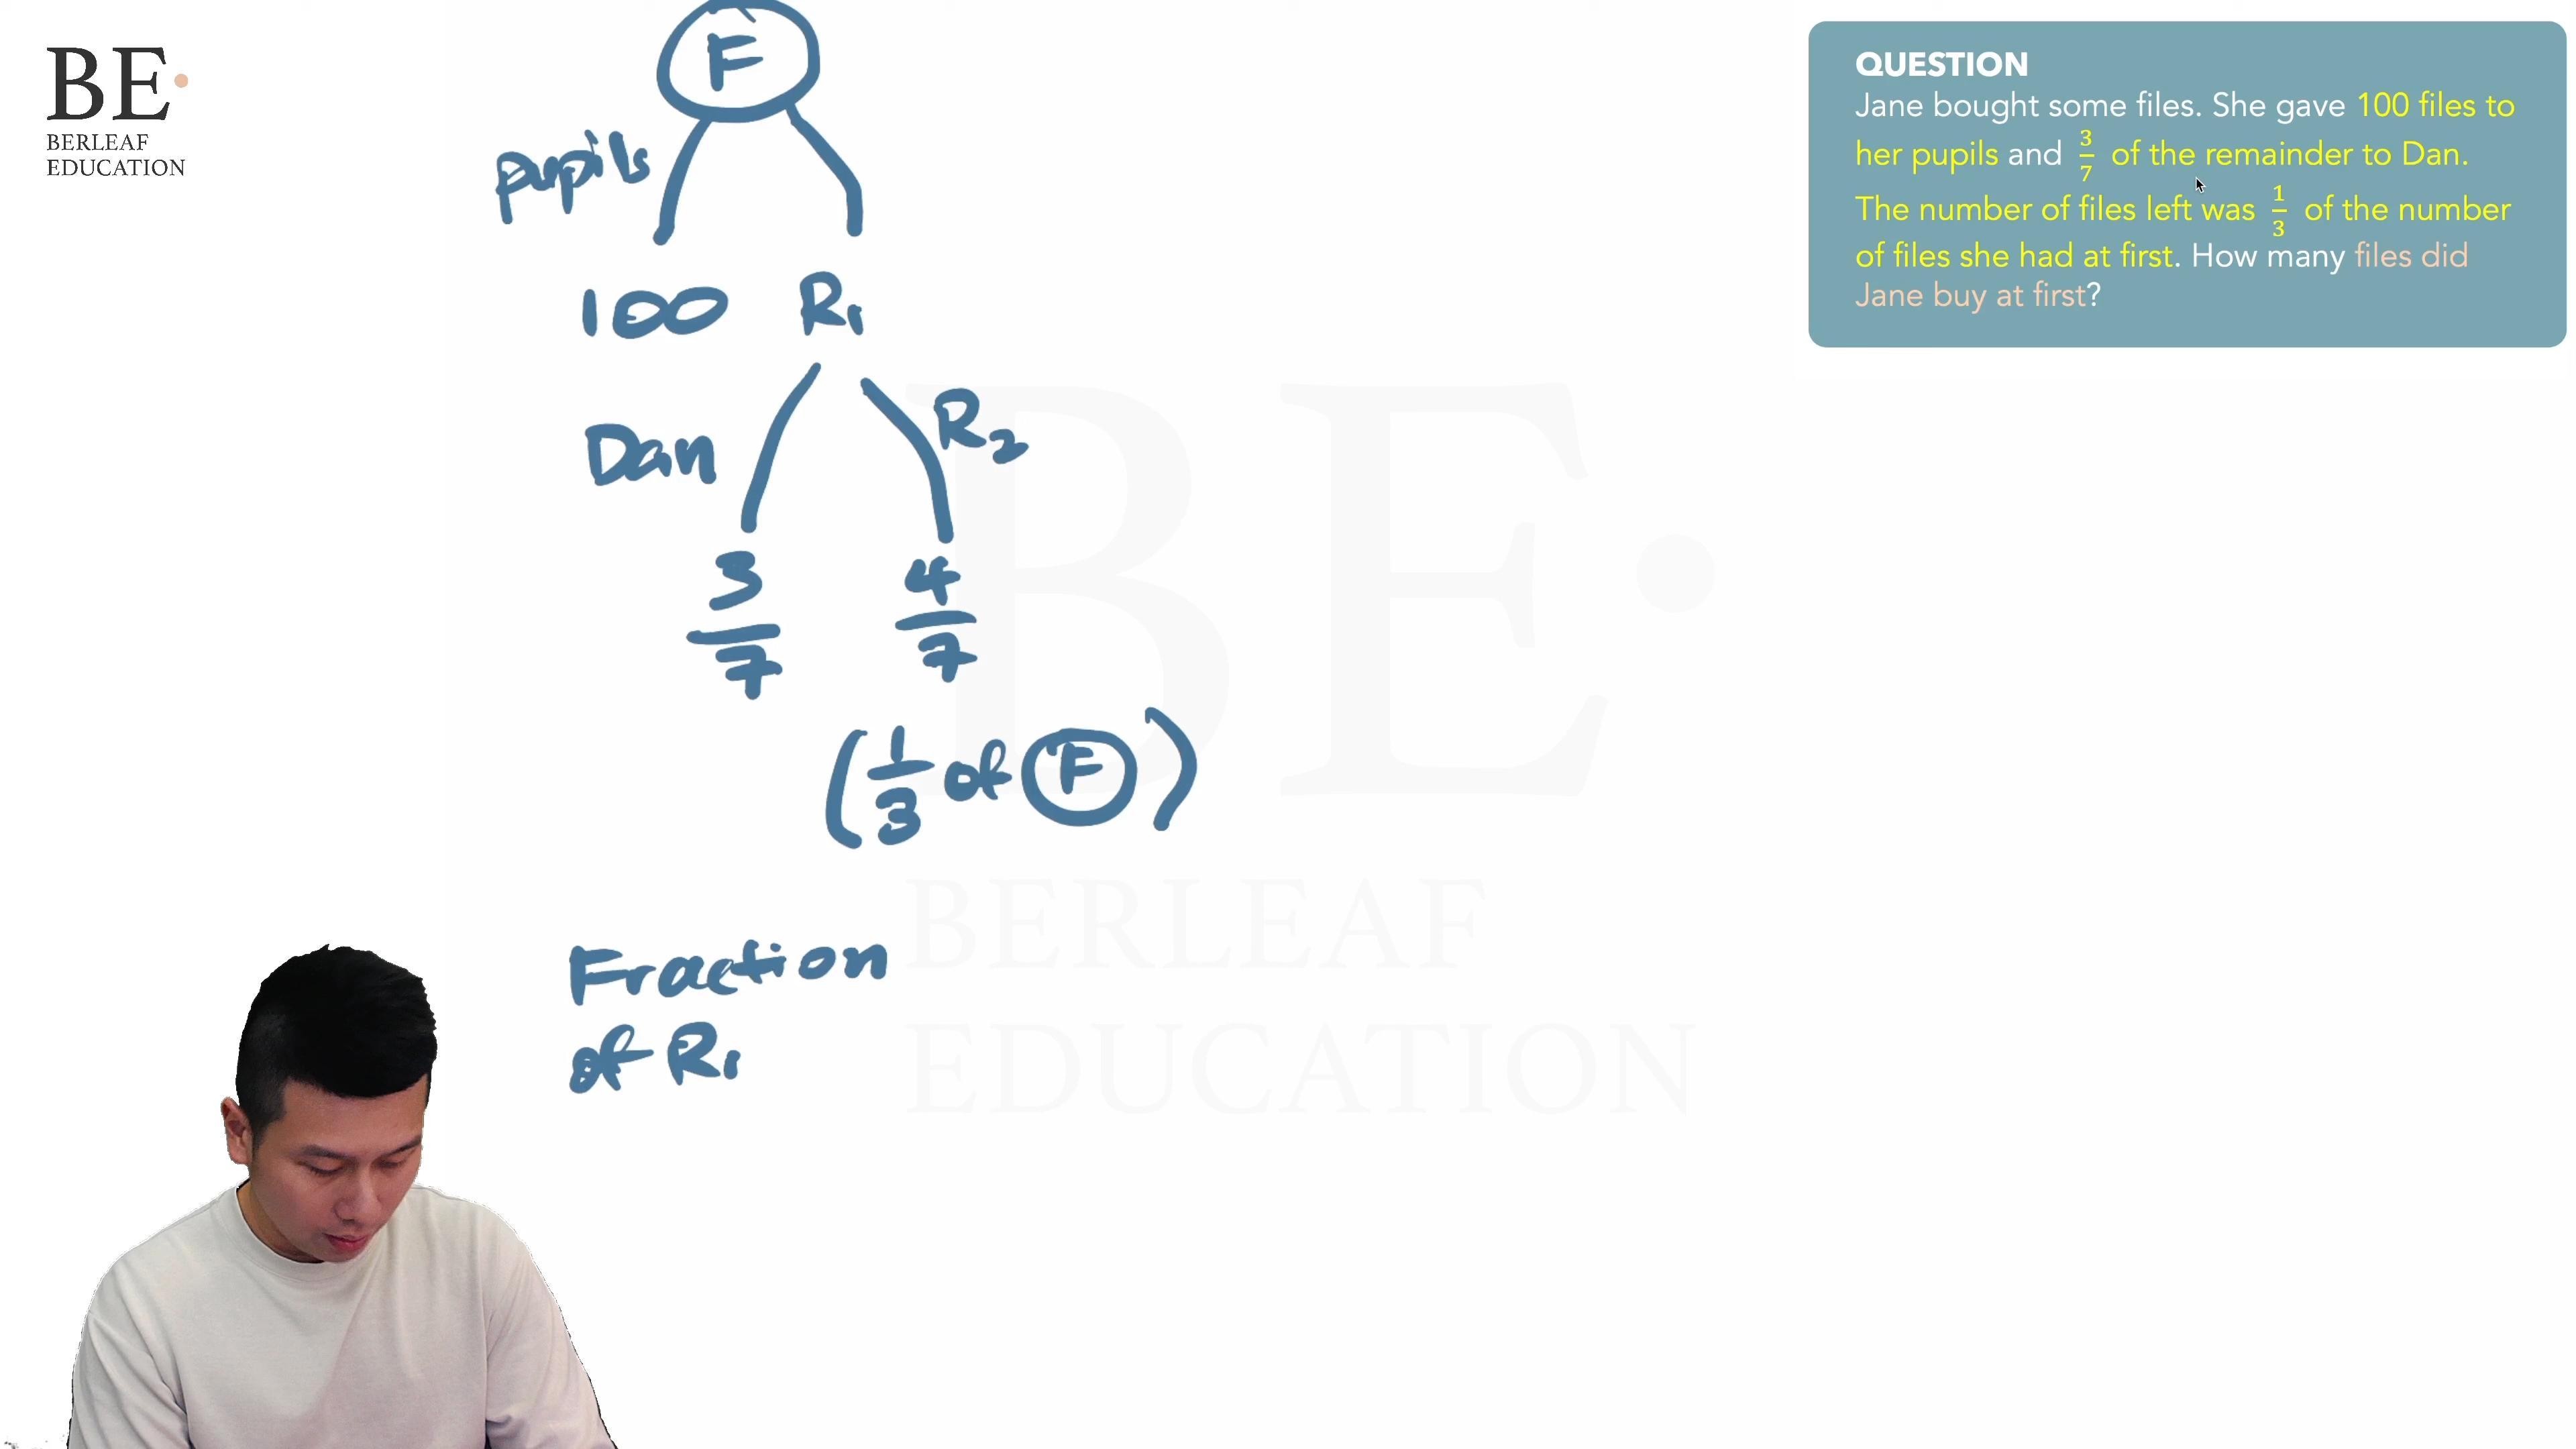 BE
BERLEAF
EDUCATION
QUESTION
Jane bought some files. She gave 100 files to
her pupils and 3/7 of the remainder to Dan.
The number of files left was 1/3 of the number
of files she had at first. How many files did
Jane buy at first?
F
pupils
100 R₁
Dan R₂
3/7 4/7
(1/3 of F)
Fraction
of R₁
BE
BERLEAF
EDUCATION